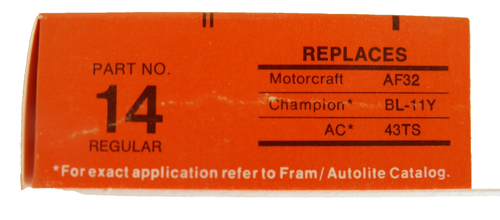 PART NO.
14
REGULAR
REPLACES
Motorcraft AF32
Champion* BL-11Y
AC* 43TS
*For exact application refer to Fram/Autolite Catalog.